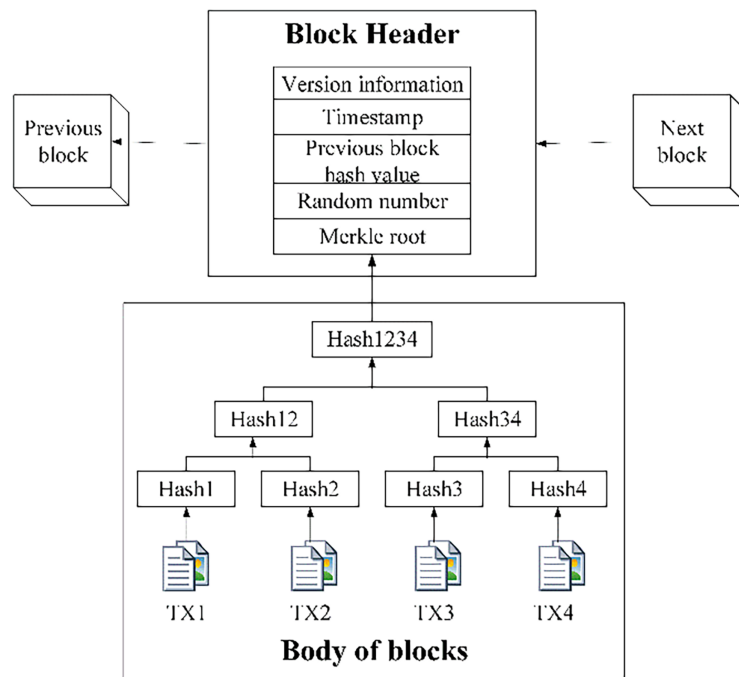 Block Header
Version information
Timestamp
Previous block
hash value
Random number
Merkle root
Previous
block
Next
block
Hash1234
Hash12
Hash34
Hash1
Hash2
Hash3
Hash4
TX1
TX2
TX3
TX4
Body of blocks